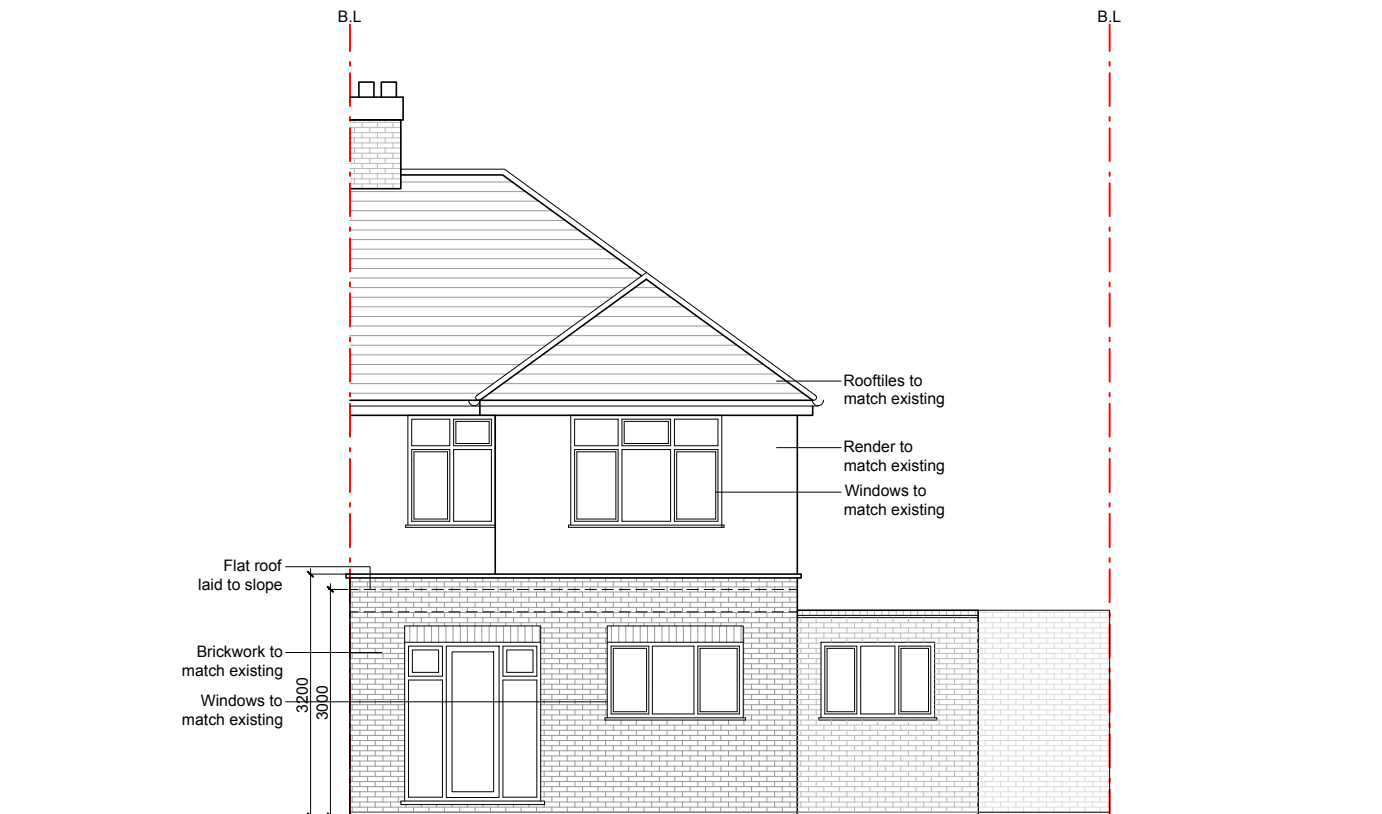 B.L
B.L
Rooftiles to
match existing
Render to
match existing
Windows to
match existing
Flat roof
laid to slope
Brickwork to
match existing
Windows to
match existing
3200
3000